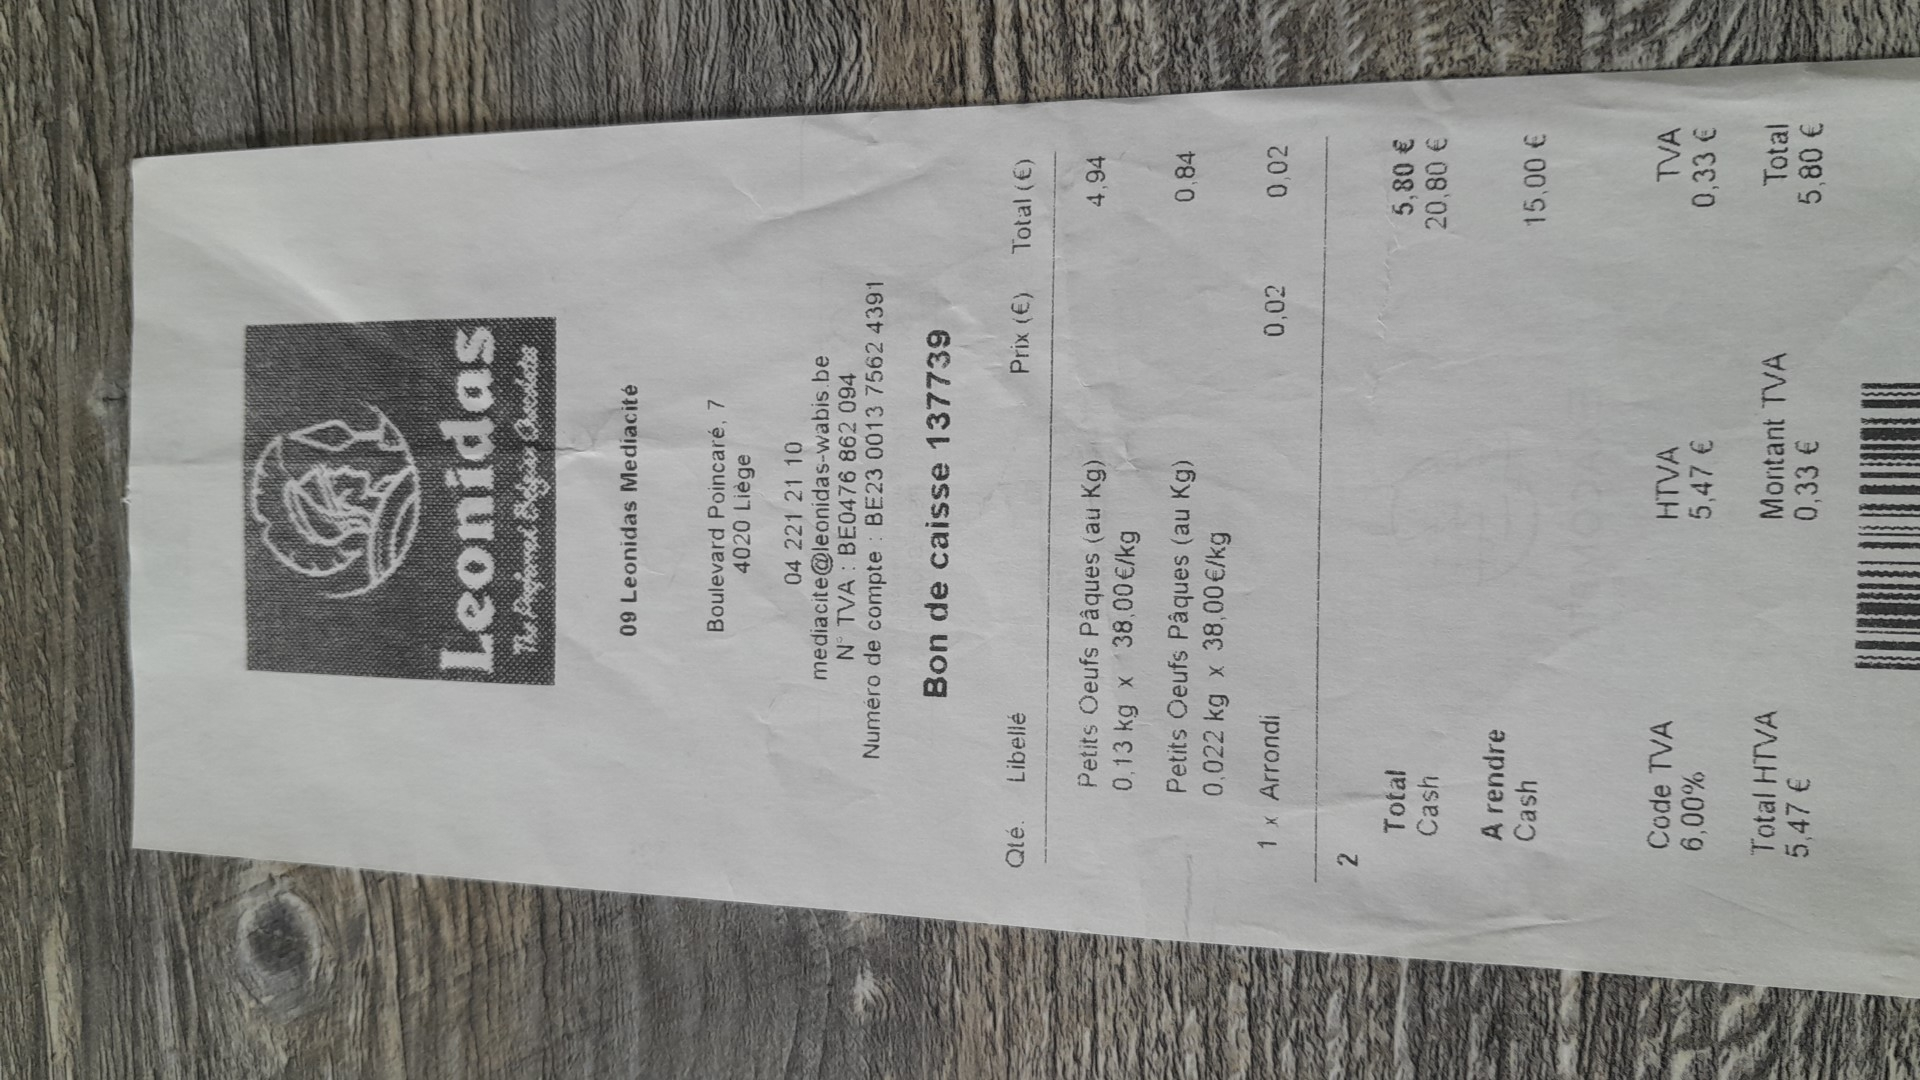 Leonidas
The Preferred Belgian Chocolates
09 Leonidas Mediacité
Boulevard Poincaré, 7
4020 Liège
04 221 21 10
mediacite@leonidas-wabis.be
N° TVA : BE0476 862 094
Numéro de compte : BE23 0013 7562 4391
Bon de caisse 137739
Qté. Libellé Prix (€) Total (€)
Petits Oeufs Pâques (au Kg) 4,94
0,13 kg x 38,00€/kg
Petits Oeufs Pâques (au Kg) 0,84
0,022 kg x 38,00€/kg
1 x Arrondi 0,02 0,02
2
Total 5,80 €
Cash 20,80 €
A rendre
Cash 15,00 €
Code TVA HTVA TVA
6,00% 5,47 € 0,33 €
Total HTVA Montant TVA Total
5,47 € 0,33 € 5,80 €